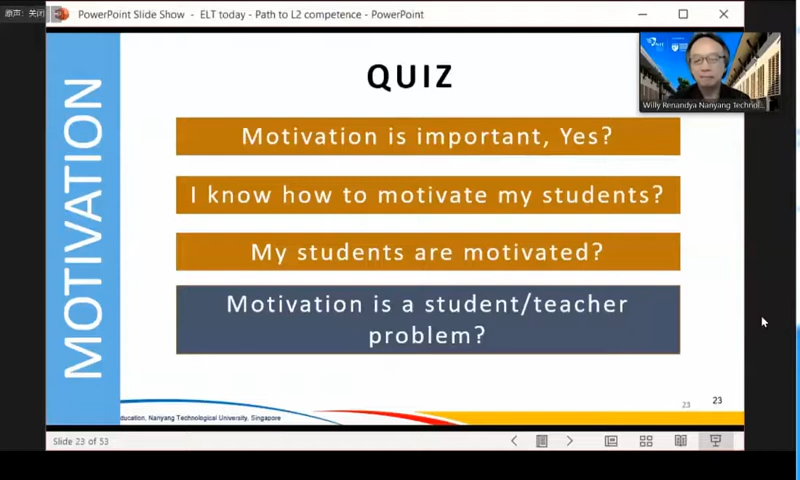 原声: 关闭
PowerPoint Slide Show - ELT today - Path to L2 competence - PowerPoint
QUIZ
Willy Renandya Nanyang Technol...
MOTIVATION
Motivation is important, Yes?
I know how to motivate my students?
My students are motivated?
Motivation is a student/teacher
problem?
23
23
ducation, Nanyang Technological University, Singapore
Slide 23 of 53